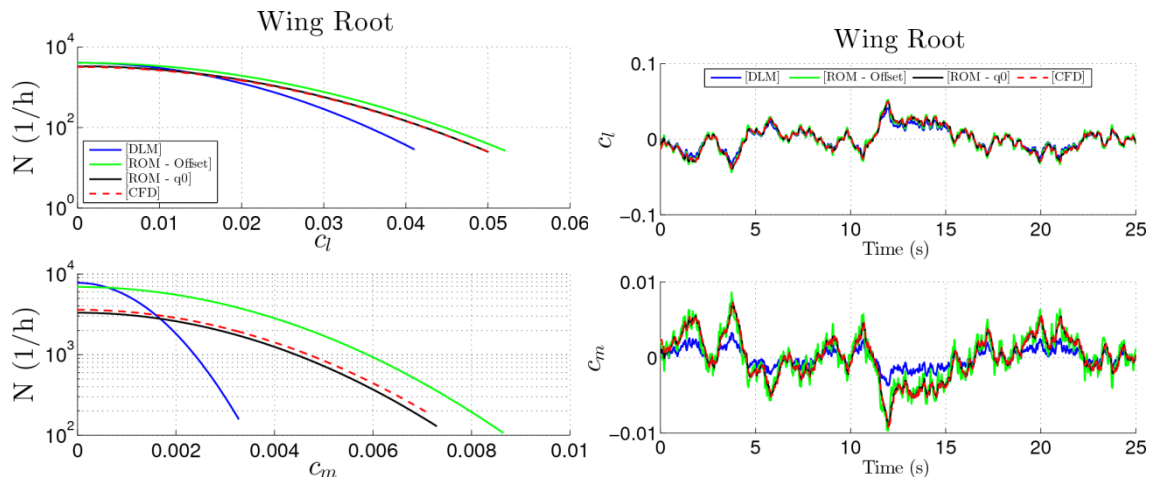 Wing Root
N (1/h)
10^4
10^2
10^0
[DLM]
[ROM - Offset]
[ROM - q0]
[CFD]
0 0.01 0.02 0.03 0.04 0.05 0.06
c_l
N (1/h)
10^4
10^3
10^2
0 0.002 0.004 0.006 0.008 0.01
c_m
Wing Root
[DLM] [ROM - Offset] [ROM - q0] [CFD]
c_l
0.1
0
−0.1
0 5 10 15 20 25
Time (s)
c_m
0.01
0
−0.01
0 5 10 15 20 25
Time (s)